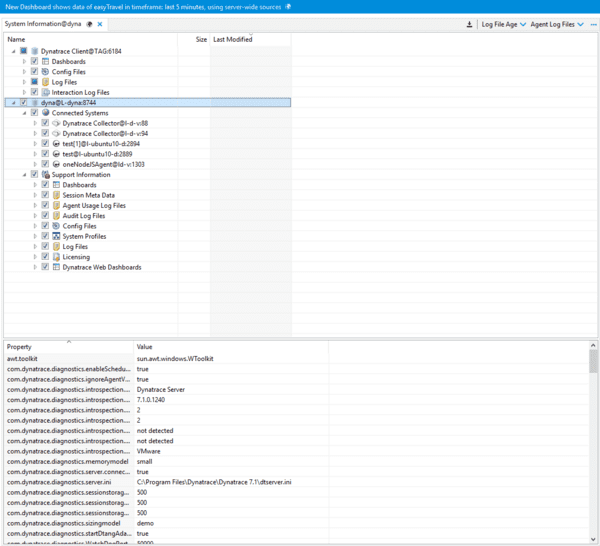 New Dashboard shows data of easyTravel in timeframe: last 5 minutes, using server-wide sources
System Information@dyna
Log File Age
Agent Log Files
Name
Size
Last Modified
Dynatrace Client@TAG:6184
Dashboards
Config Files
Log Files
Interaction Log Files
dyna@L-dyna:8744
Connected Systems
Dynatrace Collector@l-d-v:88
Dynatrace Collector@l-d-v:94
test[1]@l-ubuntu10-d:2894
test@l-ubuntu10-d:2889
oneNodeJSAgent@ld-v:1303
Support Information
Dashboards
Session Meta Data
Agent Usage Log Files
Audit Log Files
Config Files
System Profiles
Log Files
Licensing
Dynatrace Web Dashboards
Property Value
awt.toolkit sun.awt.windows.WToolkit
com.dynatrace.diagnostics.enableSchedu... true
com.dynatrace.diagnostics.ignoreAgentV... true
com.dynatrace.diagnostics.introspection.... Dynatrace Server
com.dynatrace.diagnostics.introspection.... 7.1.0.1240
com.dynatrace.diagnostics.introspection.... 2
com.dynatrace.diagnostics.introspection.... 2
com.dynatrace.diagnostics.introspection.... not detected
com.dynatrace.diagnostics.introspection.... not detected
com.dynatrace.diagnostics.introspection.... VMware
com.dynatrace.diagnostics.memorymodel small
com.dynatrace.diagnostics.server.connec... true
com.dynatrace.diagnostics.server.ini C:\Program Files\Dynatrace\Dynatrace 7.1\dtserver.ini
com.dynatrace.diagnostics.sessionstorag... 500
com.dynatrace.diagnostics.sessionstorag... 500
com.dynatrace.diagnostics.sessionstorag... 500
com.dynatrace.diagnostics.sizingmodel demo
com.dynatrace.diagnostics.startDtangAda... true
com.dynatrace.diagnostics.WatchDogPort 50000